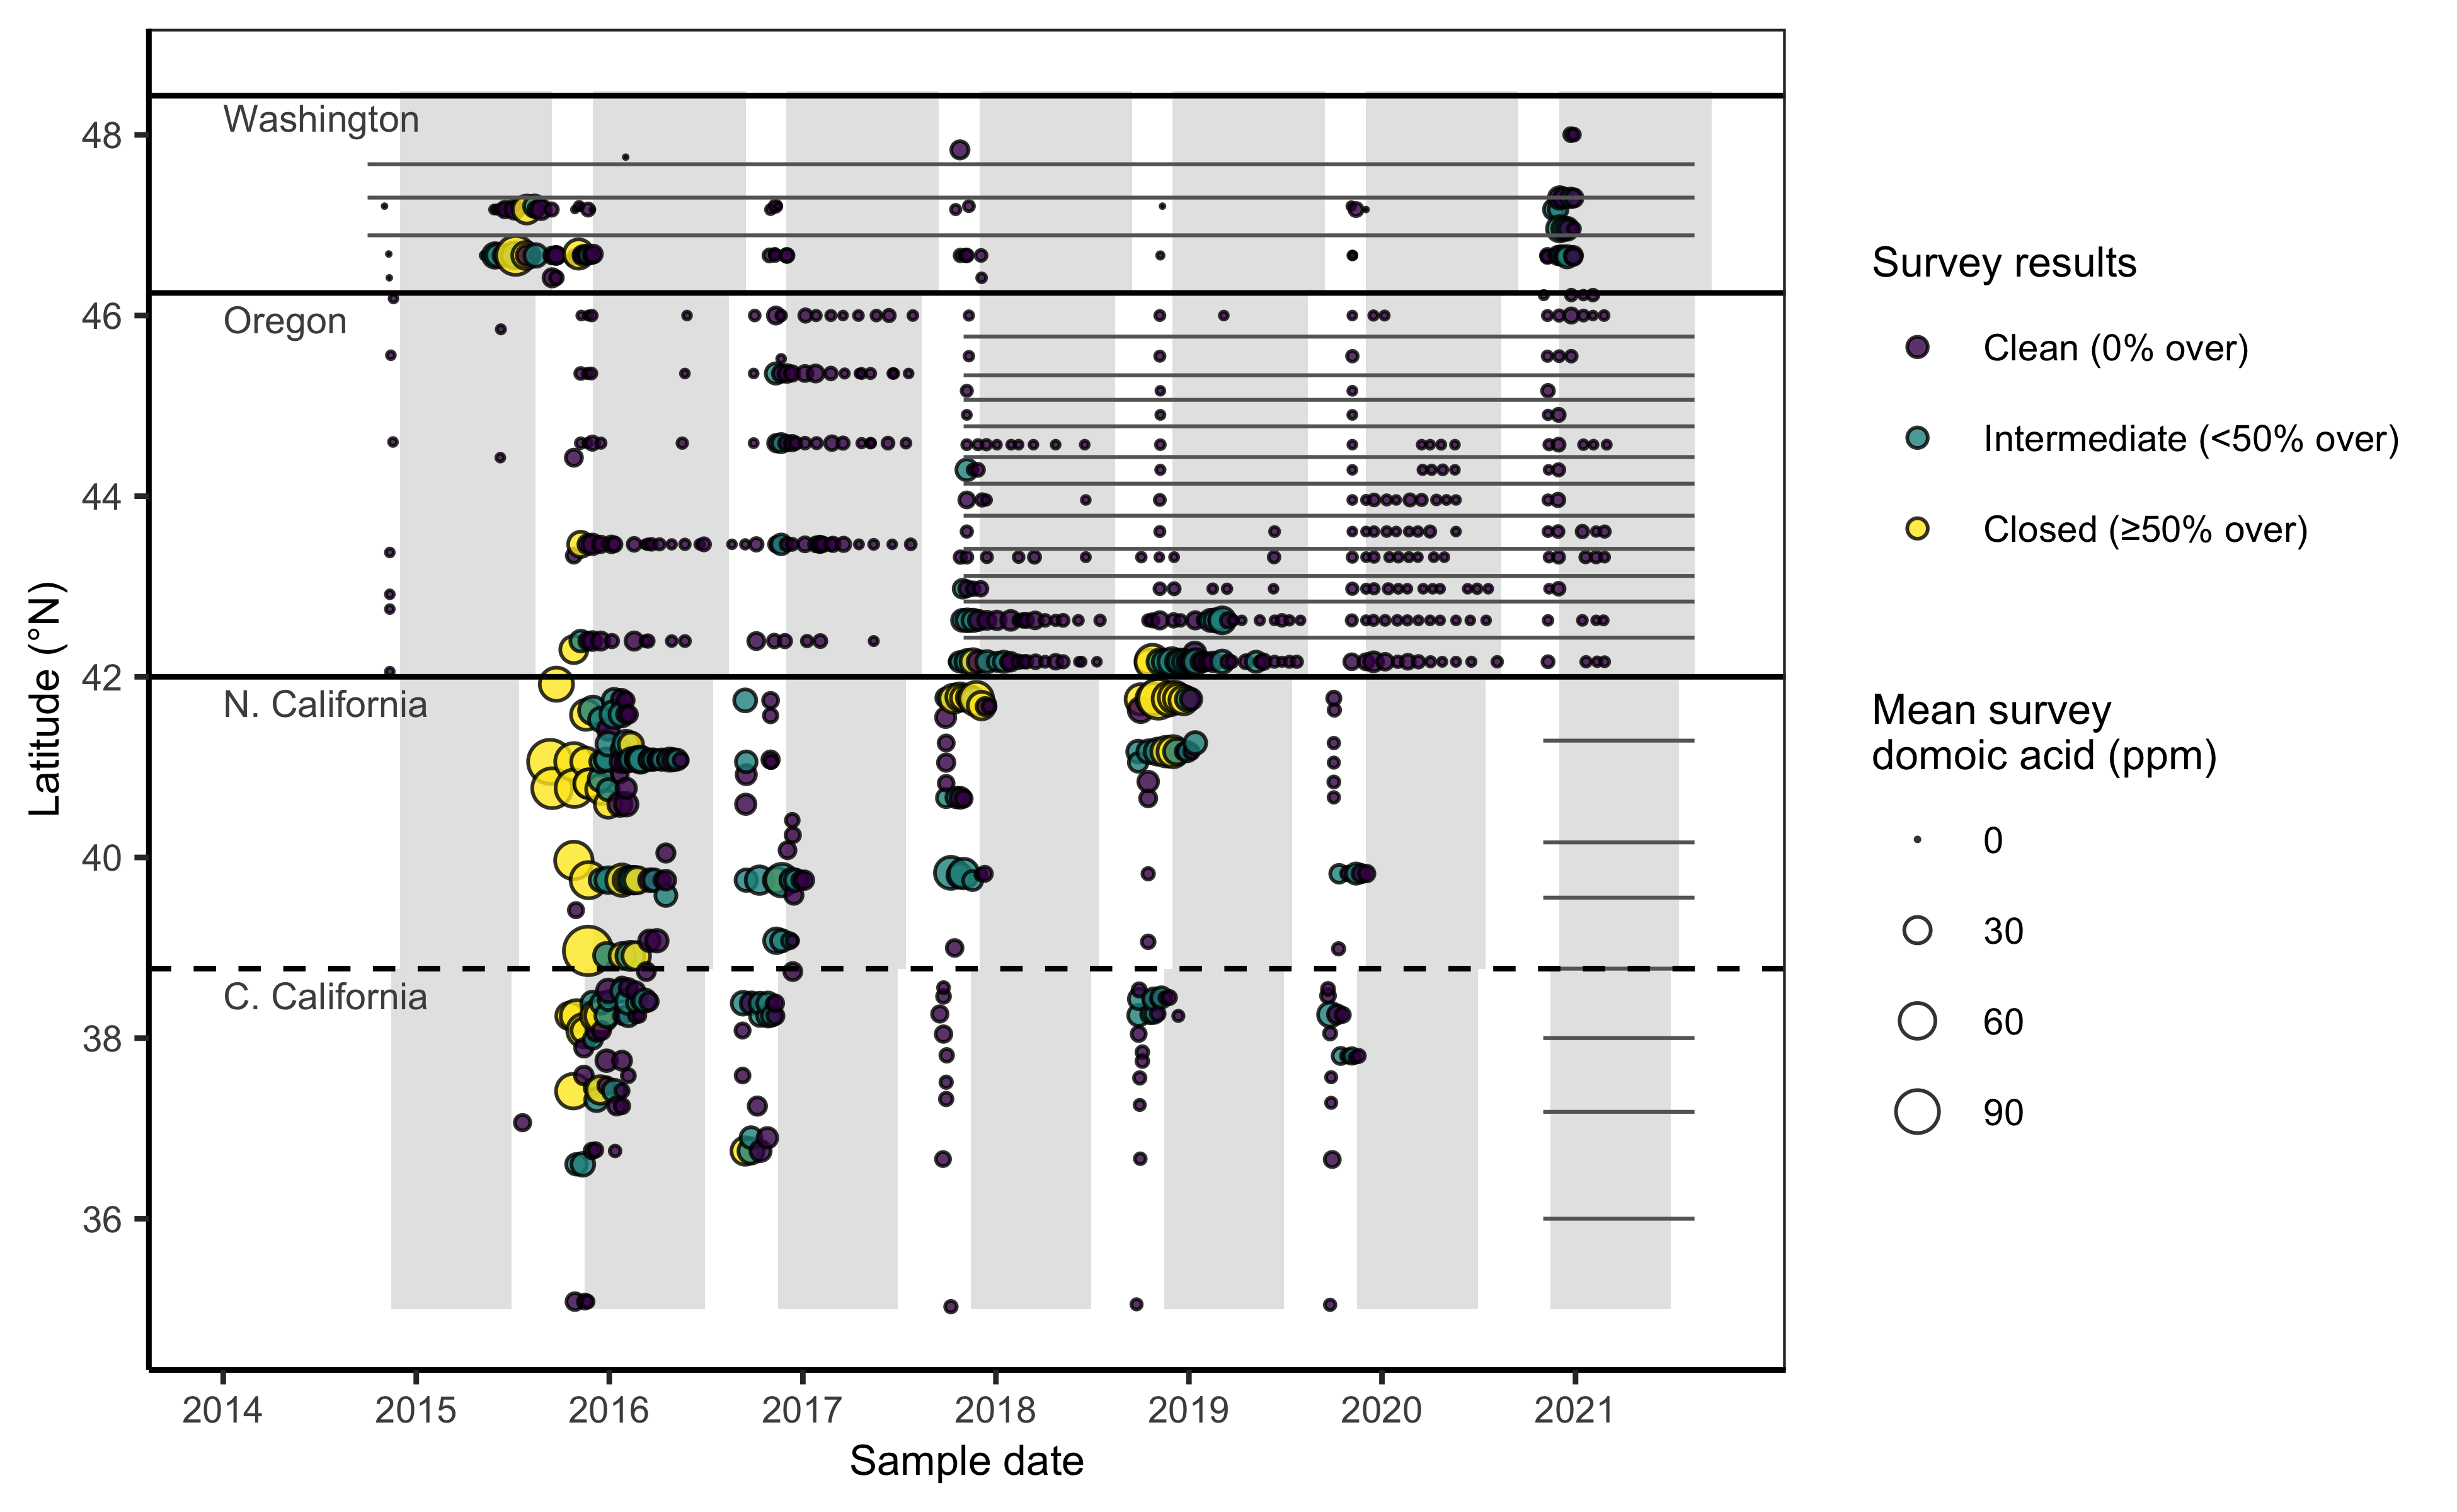 Washington
Oregon
N. California
C. California
48
46
44
42
40
38
36
Latitude (°N)
2014 2015 2016 2017 2018 2019 2020 2021
Sample date
Survey results
Clean (0% over)
Intermediate (<50% over)
Closed (≥50% over)
Mean survey
domoic acid (ppm)
0
30
60
90